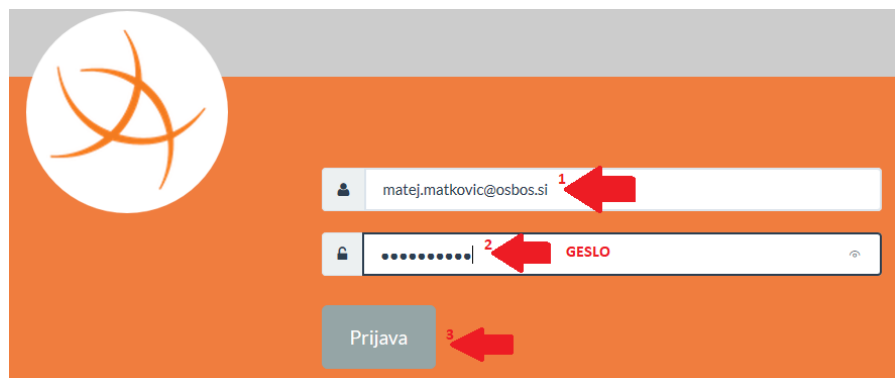 matej.matkovic@osbos.si 1
•••••••••• 2 GESLO
Prijava 3